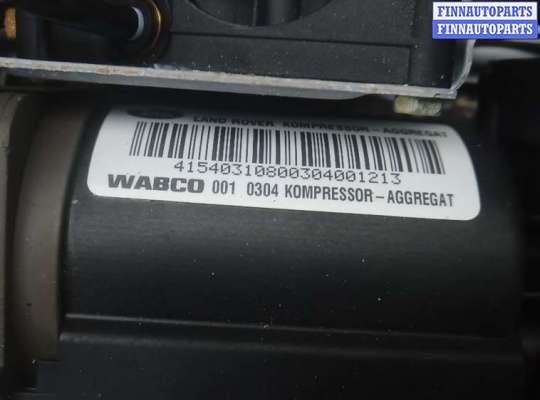 FINNAUTOPARTS
FINNAUTOPARTS
LAND ROVER KOMPRESSOR-AGGREGAT
41540310800304001213
WABCO 001 0304 KOMPRESSOR-AGGREGAT